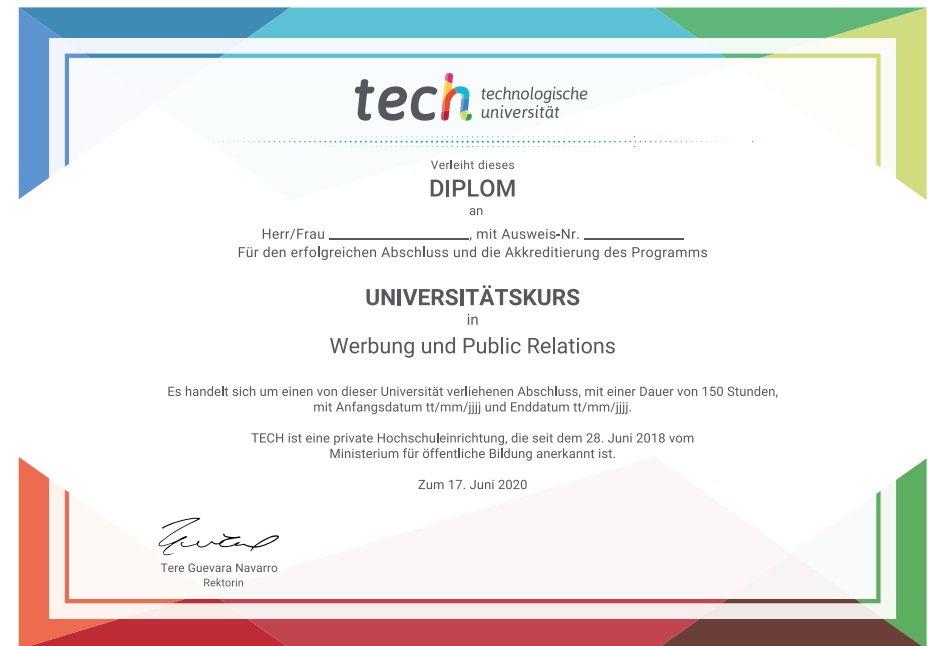 tech technologische
universität
Verleiht dieses
DIPLOM
an
Herr/Frau ____________________, mit Ausweis-Nr. ______________
Für den erfolgreichen Abschluss und die Akkreditierung des Programms
UNIVERSITÄTSKURS
in
Werbung und Public Relations
Es handelt sich um einen von dieser Universität verliehenen Abschluss, mit einer Dauer von 150 Stunden,
mit Anfangsdatum tt/mm/jjjj und Enddatum tt/mm/jjjj.
TECH ist eine private Hochschuleinrichtung, die seit dem 28. Juni 2018 vom
Ministerium für öffentliche Bildung anerkannt ist.
Zum 17. Juni 2020
Tere Guevara Navarro
Rektorin